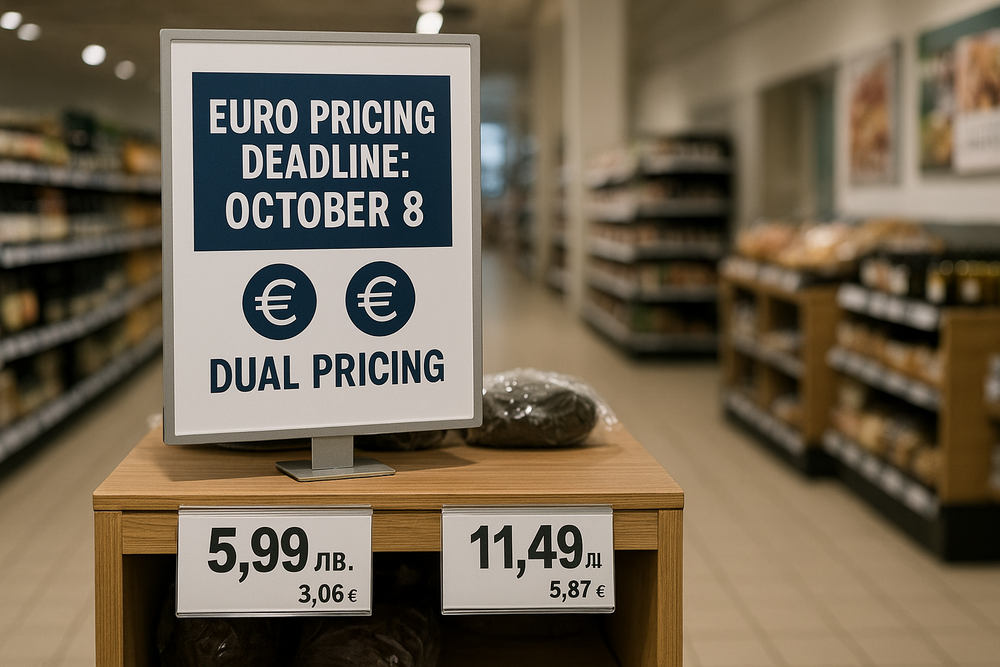 EURO PRICING
DEADLINE:
OCTOBER 8
€ €
DUAL PRICING
5,99 лв.
3,06 €
11,49
5,87 €